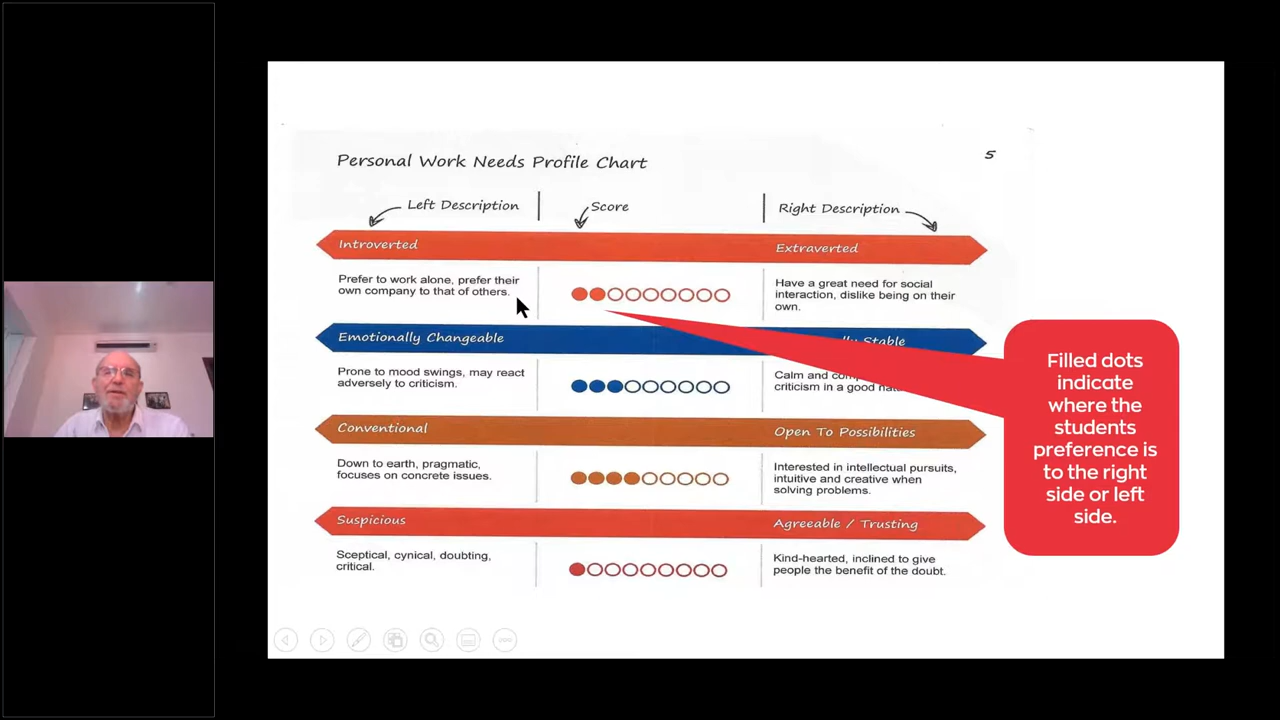 Personal Work Needs Profile Chart
5
Left Description
Score
Right Description
Introverted
Extraverted
Prefer to work alone, prefer their
own company to that of others.
Have a great need for social
interaction, dislike being on their
own.
Emotionally Changeable
Stable
Prone to mood swings, may react
adversely to criticism.
Calm and
criticism in a good
Conventional
Open To Possibilities
Down to earth, pragmatic,
focuses on concrete issues.
Interested in intellectual pursuits,
intuitive and creative when
solving problems.
Suspicious
Agreeable / Trusting
Sceptical, cynical, doubting,
critical.
Kind-hearted, inclined to give
people the benefit of the doubt.
Filled dots
indicate
where the
students
preference is
to the right
side or left
side.